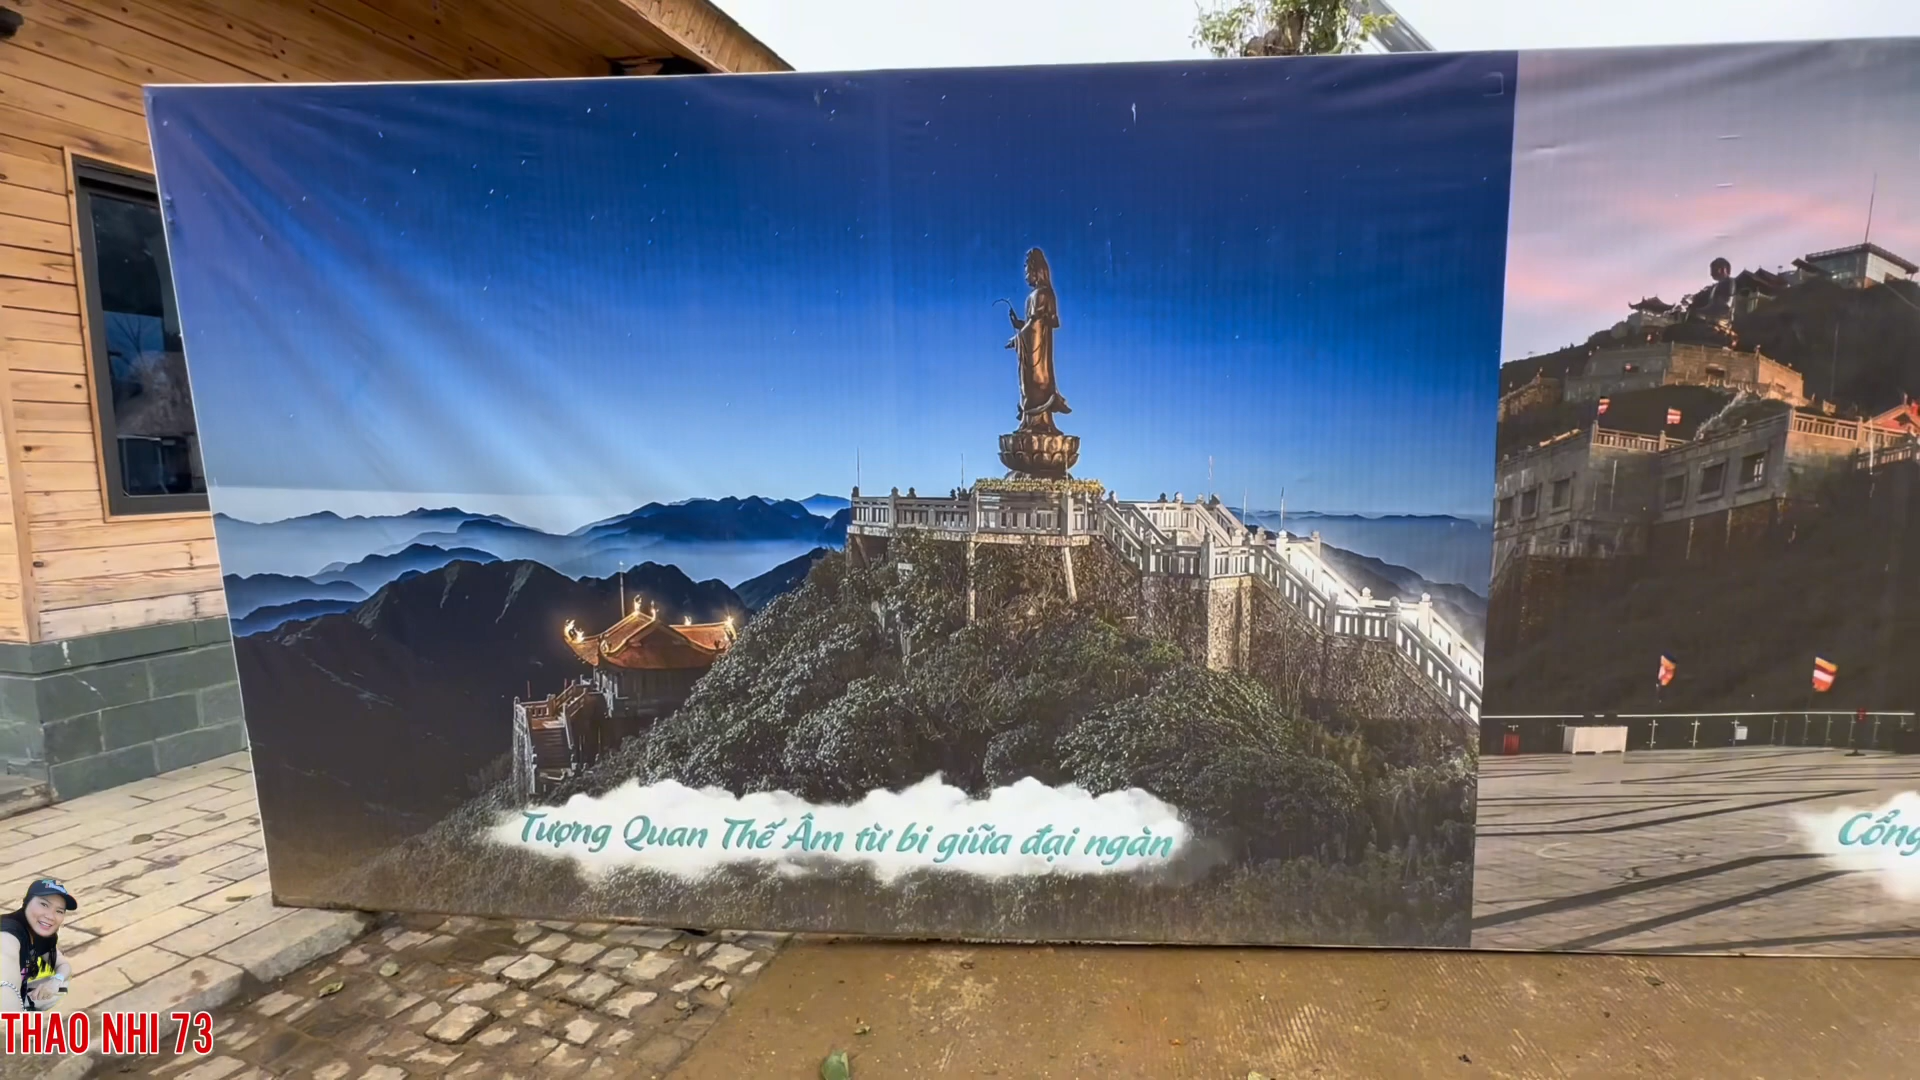 Tượng Quan Thế Âm từ bi giữa đại ngàn
Cổng
THAO NHI 73